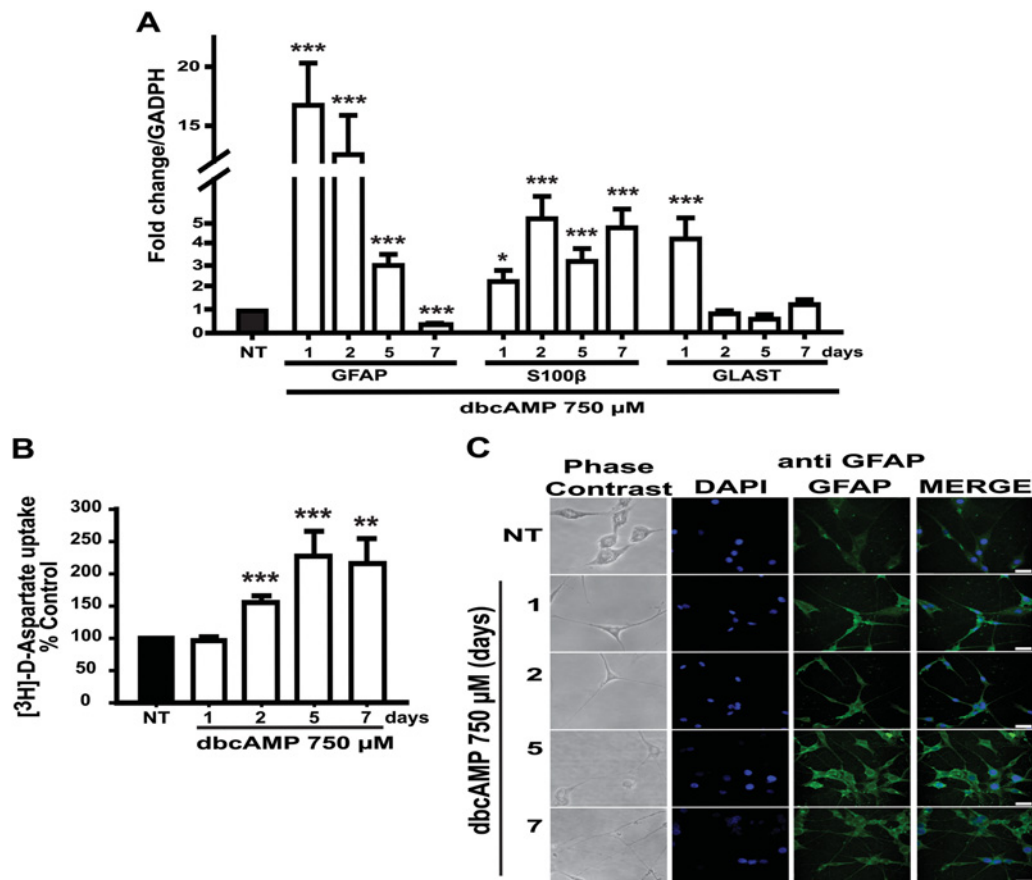 A
Fold change/GADPH
20
15
5
4
3
2
1
0
*** *** *** *** * *** *** *** ***
NT 1 2 5 7 1 2 5 7 1 2 5 7 days
GFAP S100β GLAST
dbcAMP 750 µM
B
[³H]-D-Aspartate uptake
% Control
300
250
200
150
100
50
0
*** *** **
NT 1 2 5 7 days
dbcAMP 750 µM
C
Phase
Contrast
anti GFAP
DAPI GFAP MERGE
NT
dbcAMP 750 µM (days)
1
2
5
7